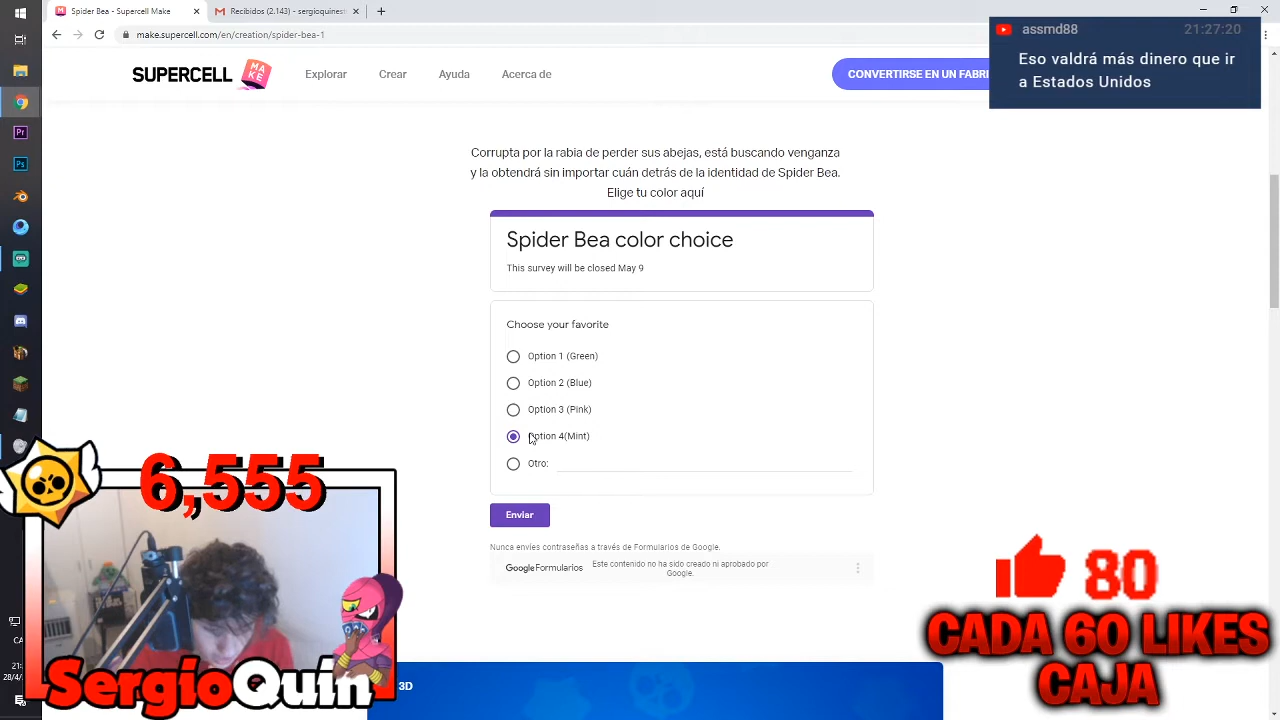 Spider Bea - Supercell Make
Recibidos (2.143) - sergioquines
make.supercell.com/en/creation/spider-bea-1
assmd88 21:27:20
Eso valdrá más dinero que ir
a Estados Unidos
SUPERCELL MAKE
Explorar Crear Ayuda Acerca de
CONVERTIRSE EN UN FABRI
Corrupta por la rabia de perder sus abejas, está buscando venganza
y la obtendrá sin importar cuán detrás de la identidad de Spider Bea.
Elige tu color aquí
Spider Bea color choice
This survey will be closed May 9
Choose your favorite
Option 1 (Green)
Option 2 (Blue)
Option 3 (Pink)
Option 4(Mint)
Otro:
Enviar
Nunca envíes contraseñas a través de Formularios de Google.
Google Formularios
Este contenido no ha sido creado ni aprobado por
Google.
6,555
SergioQuin
3D
80
CADA 60 LIKES
CAJA